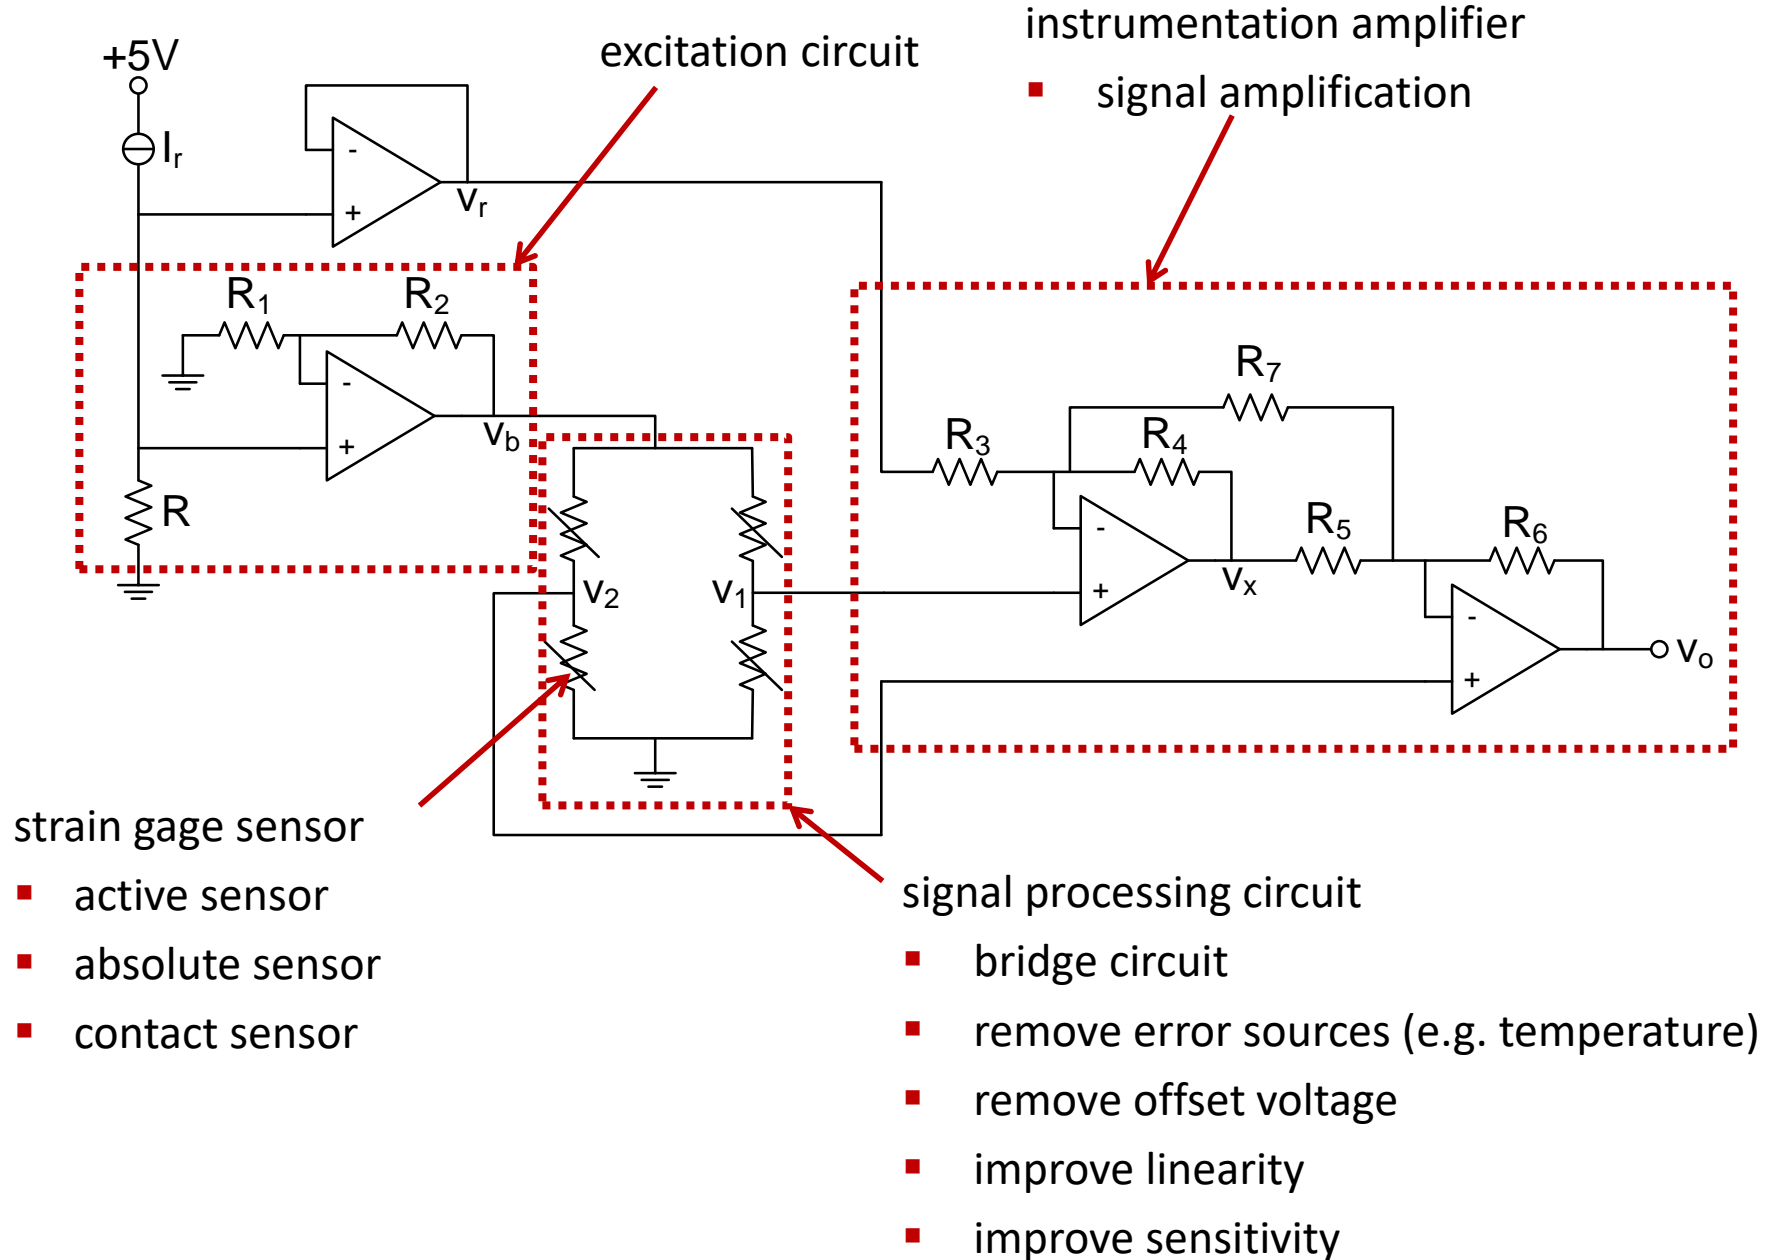 instrumentation amplifier
▪ signal amplification
excitation circuit
+5V
Ir
-
+
vr
R1
R2
-
+
vb
R
v2
v1
R3
R4
R7
-
+
vx
R5
R6
-
+
vo
strain gage sensor
▪ active sensor
▪ absolute sensor
▪ contact sensor
signal processing circuit
▪ bridge circuit
▪ remove error sources (e.g. temperature)
▪ remove offset voltage
▪ improve linearity
▪ improve sensitivity